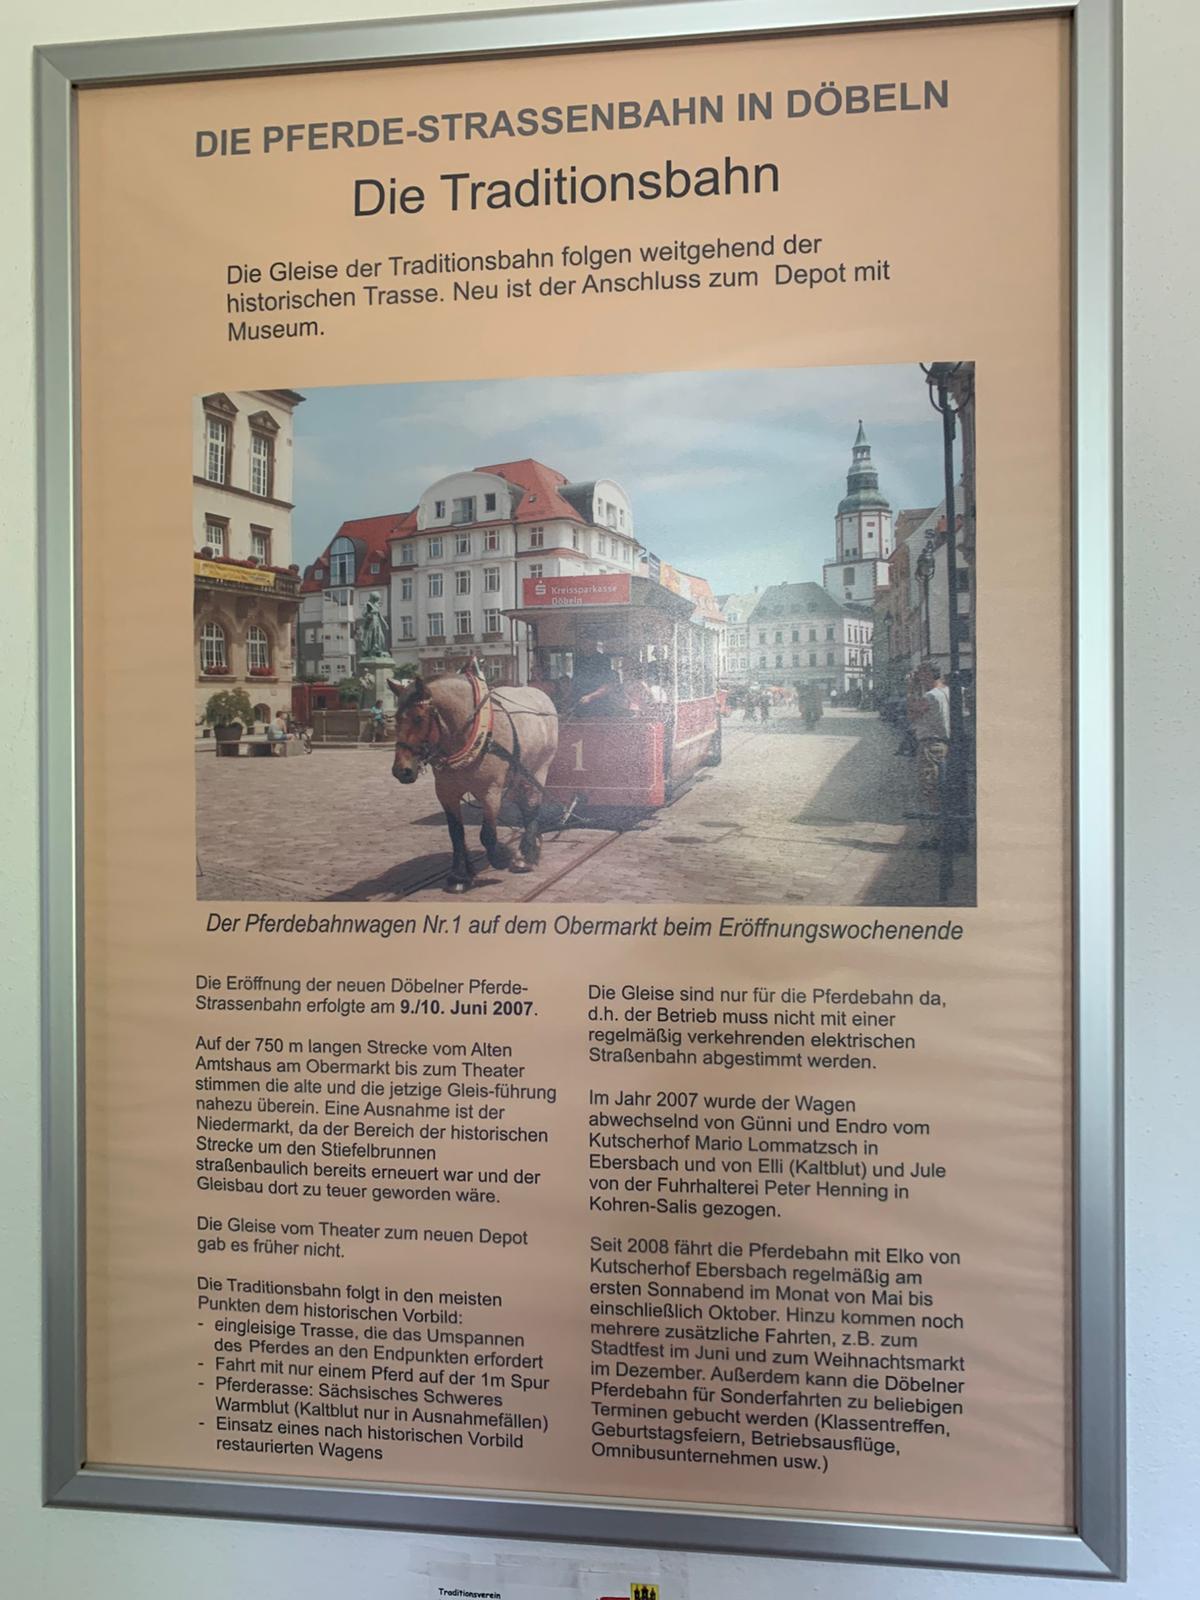 DIE PFERDE-STRASSENBAHN IN DÖBELN
Die Traditionsbahn
Die Gleise der Traditionsbahn folgen weitgehend der
historischen Trasse. Neu ist der Anschluss zum Depot mit
Museum.
Kreissparkasse
Döbeln
1
Der Pferdebahnwagen Nr.1 auf dem Obermarkt beim Eröffnungswochenende
Die Eröffnung der neuen Döbelner Pferde-
Strassenbahn erfolgte am 9./10. Juni 2007.
Auf der 750 m langen Strecke vom Alten
Amtshaus am Obermarkt bis zum Theater
stimmen die alte und die jetzige Gleis-führung
nahezu überein. Eine Ausnahme ist der
Niedermarkt, da der Bereich der historischen
Strecke um den Stiefelbrunnen
straßenbaulich bereits erneuert war und der
Gleisbau dort zu teuer geworden wäre.
Die Gleise vom Theater zum neuen Depot
gab es früher nicht.
Die Traditionsbahn folgt in den meisten
Punkten dem historischen Vorbild:
- eingleisige Trasse, die das Umspannen
des Pferdes an den Endpunkten erfordert
- Fahrt mit nur einem Pferd auf der 1m Spur
- Pferderasse: Sächsisches Schweres
Warmblut (Kaltblut nur in Ausnahmefällen)
- Einsatz eines nach historischen Vorbild
restaurierten Wagens
Die Gleise sind nur für die Pferdebahn da,
d.h. der Betrieb muss nicht mit einer
regelmäßig verkehrenden elektrischen
Straßenbahn abgestimmt werden.
Im Jahr 2007 wurde der Wagen
abwechselnd von Günni und Endro vom
Kutscherhof Mario Lommatzsch in
Ebersbach und von Elli (Kaltblut) und Jule
von der Fuhrhalterei Peter Henning in
Kohren-Salis gezogen.
Seit 2008 fährt die Pferdebahn mit Elko von
Kutscherhof Ebersbach regelmäßig am
ersten Sonnabend im Monat von Mai bis
einschließlich Oktober. Hinzu kommen noch
mehrere zusätzliche Fahrten, z.B. zum
Stadtfest im Juni und zum Weihnachtsmarkt
im Dezember. Außerdem kann die Döbelner
Pferdebahn für Sonderfahrten zu beliebigen
Terminen gebucht werden (Klassentreffen,
Geburtstagsfeiern, Betriebsausflüge,
Omnibusunternehmen usw.)
Traditionsverein